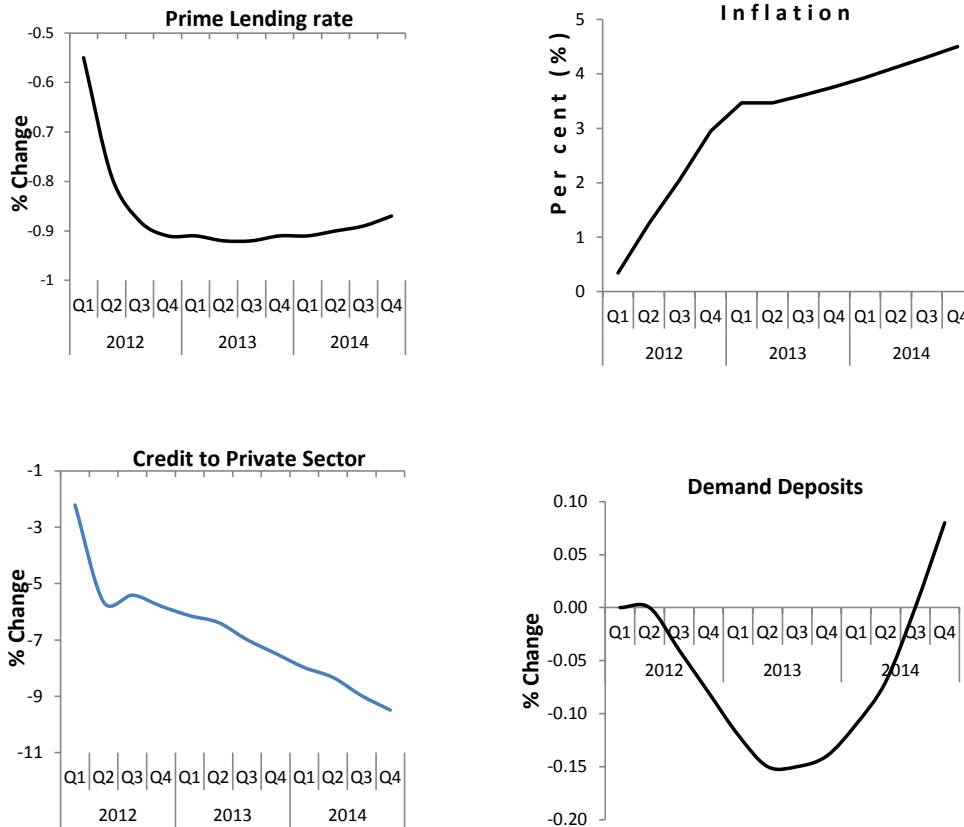 Prime Lending rate
% Change
-0.5
-0.6
-0.7
-0.8
-0.9
-1
Q1 Q2 Q3 Q4 Q1 Q2 Q3 Q4 Q1 Q2 Q3 Q4
2012 2013 2014
Inflation
Per cent (%)
5
4
3
2
1
0
Q1 Q2 Q3 Q4 Q1 Q2 Q3 Q4 Q1 Q2 Q3 Q4
2012 2013 2014
Credit to Private Sector
% Change
-1
-3
-5
-7
-9
-11
Q1 Q2 Q3 Q4 Q1 Q2 Q3 Q4 Q1 Q2 Q3 Q4
2012 2013 2014
Demand Deposits
% Change
0.10
0.05
0.00
-0.05
-0.10
-0.15
-0.20
Q1 Q2 Q3 Q4 Q1 Q2 Q3 Q4 Q1 Q2 Q3 Q4
2012 2013 2014